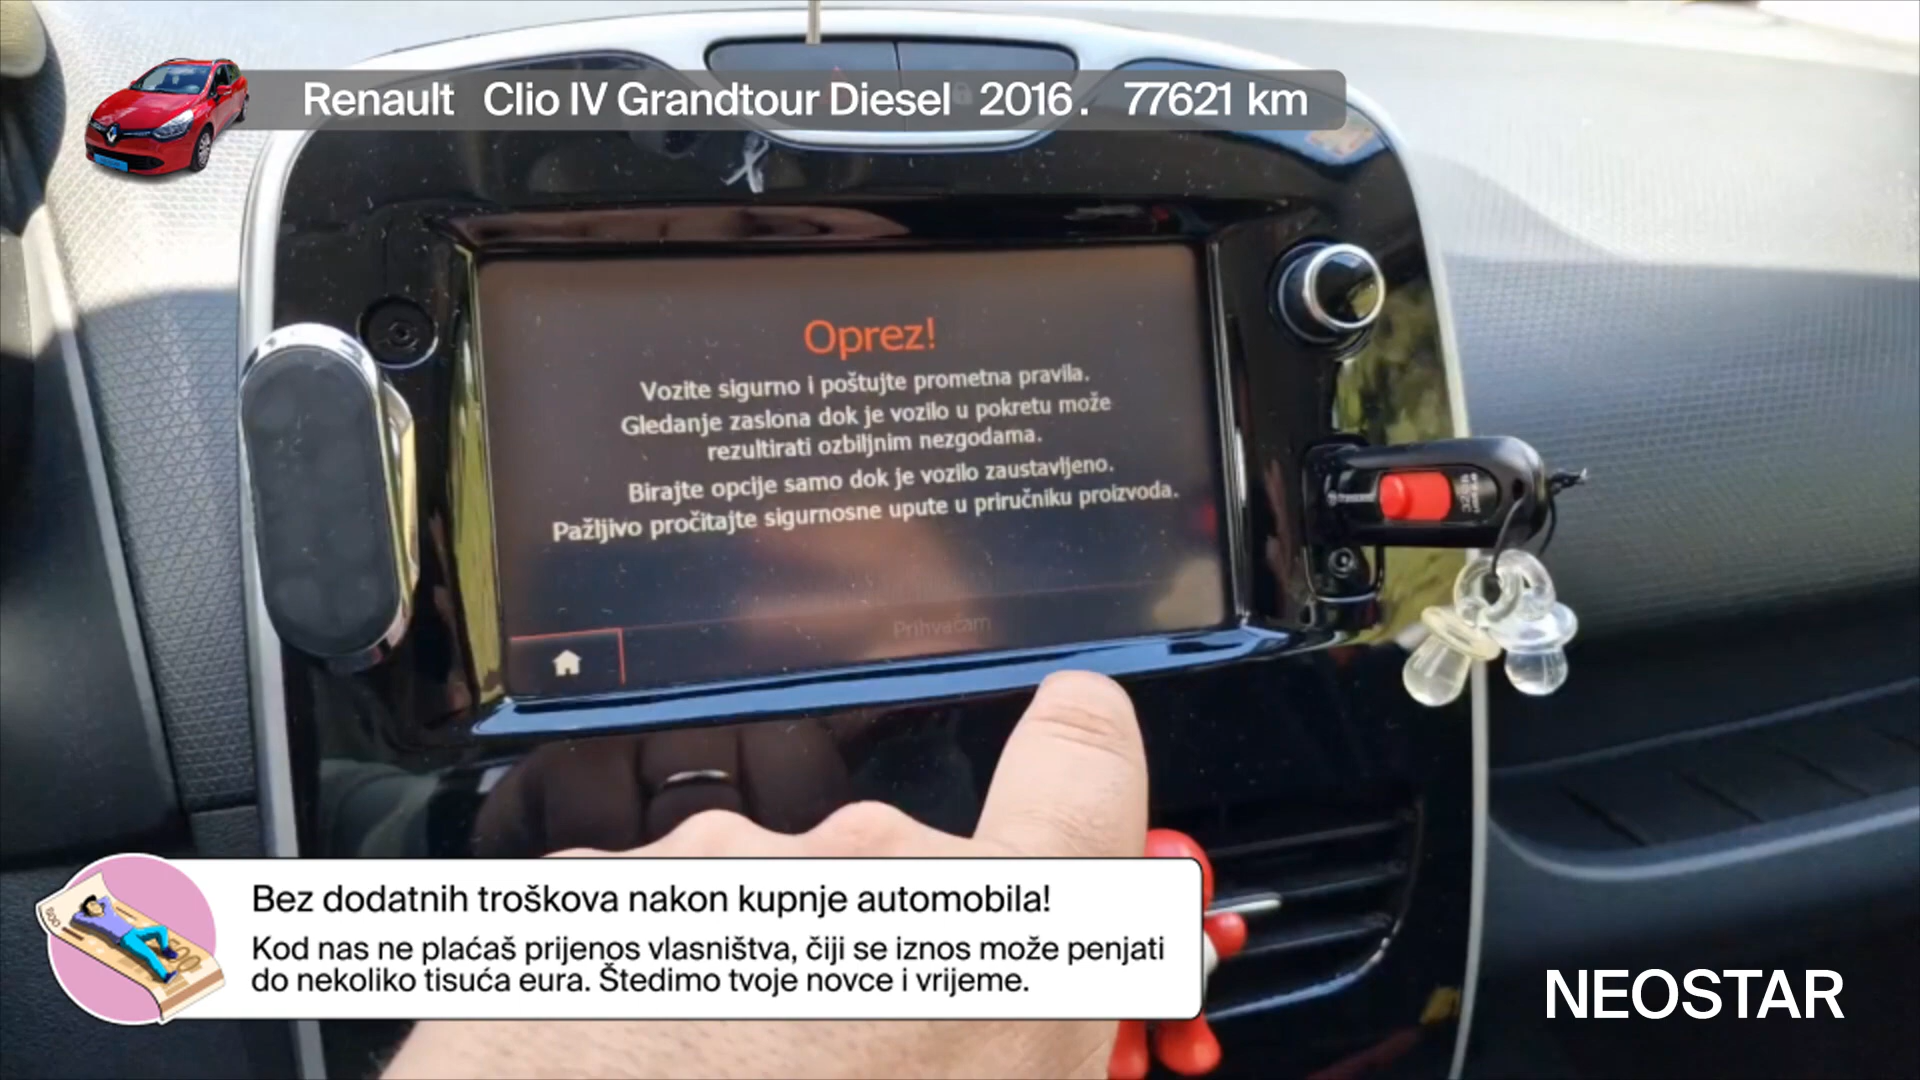 Renault Clio IV Grandtour Diesel 2016. 77621 km
Oprez!
Vozite sigurno i poštujte prometna pravila.
Gledanje zaslona dok je vozilo u pokretu može
rezultirati ozbiljnim nezgodama.
Birajte opcije samo dok je vozilo zaustavljeno.
Pažljivo pročitajte sigurnosne upute u priručniku proizvoda.
Prihvaćam
Bez dodatnih troškova nakon kupnje automobila!
Kod nas ne plaćaš prijenos vlasništva, čiji se iznos može penjati
do nekoliko tisuća eura. Štedimo tvoje novce i vrijeme.
NEOSTAR